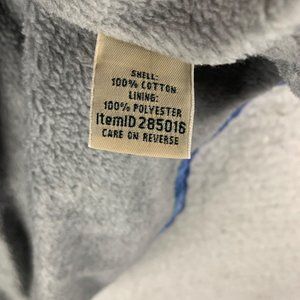 SHELL:
100% COTTON
LINING:
100% POLYESTER
ItemID 285016
CARE ON REVERSE